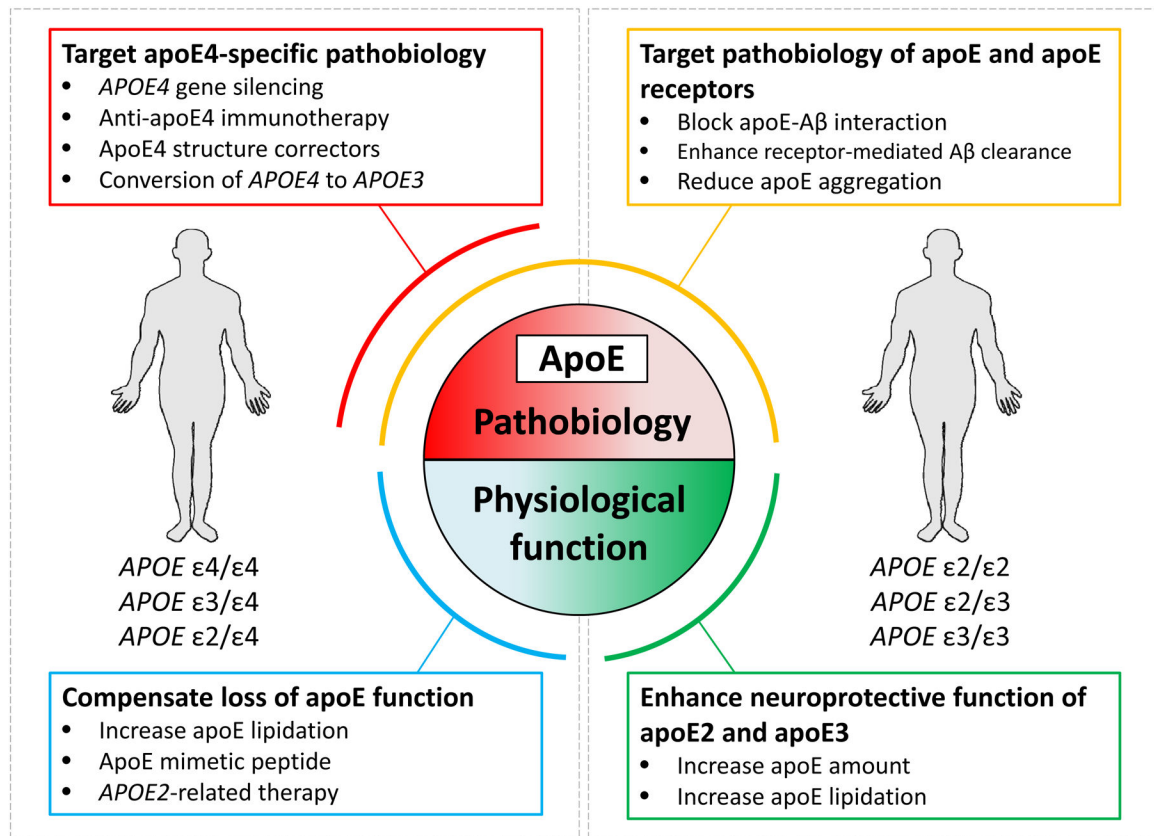 Target apoE4-specific pathobiology
• APOE4 gene silencing
• Anti-apoE4 immunotherapy
• ApoE4 structure correctors
• Conversion of APOE4 to APOE3
Target pathobiology of apoE and apoE
receptors
• Block apoE-Aβ interaction
• Enhance receptor-mediated Aβ clearance
• Reduce apoE aggregation
ApoE
Pathobiology
Physiological
function
APOE ε4/ε4
APOE ε3/ε4
APOE ε2/ε4
APOE ε2/ε2
APOE ε2/ε3
APOE ε3/ε3
Compensate loss of apoE function
• Increase apoE lipidation
• ApoE mimetic peptide
• APOE2-related therapy
Enhance neuroprotective function of
apoE2 and apoE3
• Increase apoE amount
• Increase apoE lipidation